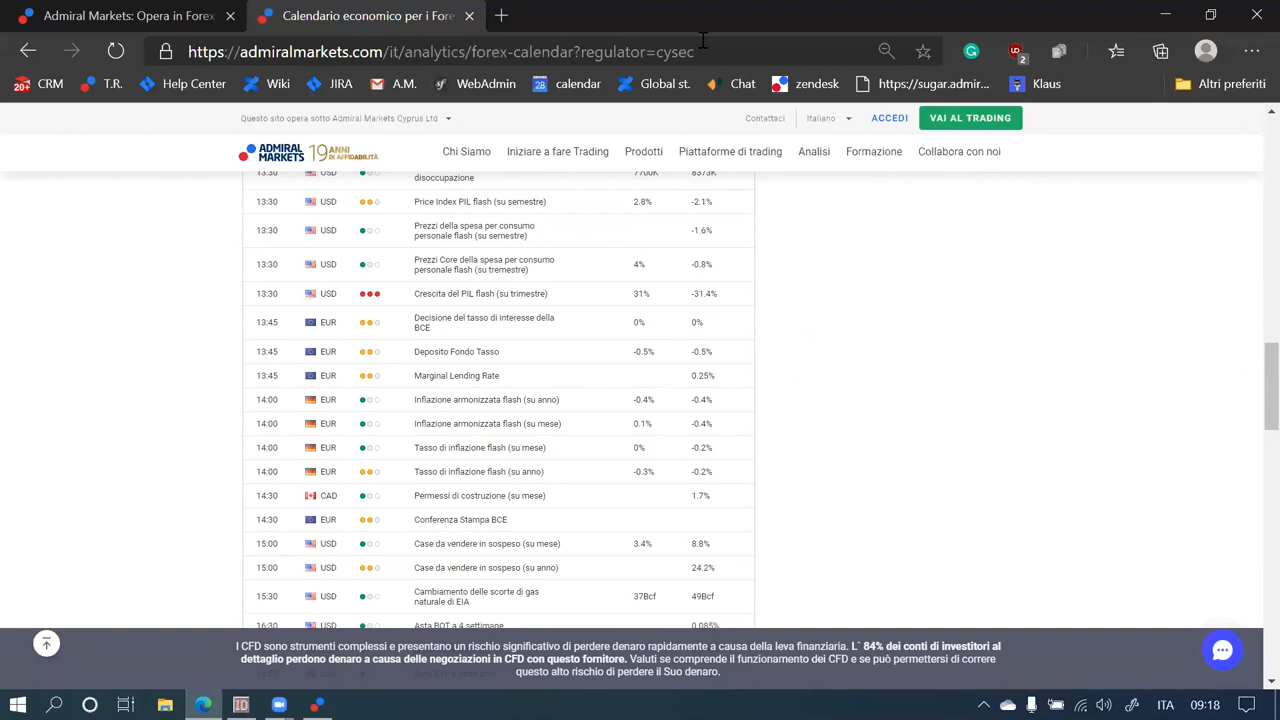 Admiral Markets: Opera in Forex
Calendario economico per i Forex
https://admiralmarkets.com/it/analytics/forex-calendar?regulator=cysec
2
20+ CRM T.R. Help Center Wiki JIRA A.M. WebAdmin 28 calendar Global st. Chat zendesk https://sugar.admir... Klaus Altri preferiti
Questo sito opera sotto Admiral Markets Cyprus Ltd Contattaci Italiano ACCEDI VAI AL TRADING
ADMIRAL MARKETS 19 ANNI DI AFFIDABILITÀ Chi Siamo Iniziare a fare Trading Prodotti Piattaforme di trading Analisi Formazione Collabora con noi
13:30 USD disoccupazione 7700K 8373K
13:30 USD Price Index PIL flash (su semestre) 2.8% -2.1%
13:30 USD Prezzi della spesa per consumo
personale flash (su semestre) -1.6%
13:30 USD Prezzi Core della spesa per consumo
personale flash (su tremestre) 4% -0.8%
13:30 USD Crescita del PIL flash (su trimestre) 31% -31.4%
13:45 EUR Decisione del tasso di interesse della
BCE 0% 0%
13:45 EUR Deposito Fondo Tasso -0.5% -0.5%
13:45 EUR Marginal Lending Rate 0.25%
14:00 EUR Inflazione armonizzata flash (su anno) -0.4% -0.4%
14:00 EUR Inflazione armonizzata flash (su mese) 0.1% -0.4%
14:00 EUR Tasso di inflazione flash (su mese) 0% -0.2%
14:00 EUR Tasso di inflazione flash (su anno) -0.3% -0.2%
14:30 CAD Permessi di costruzione (su mese) 1.7%
14:30 EUR Conferenza Stampa BCE
15:00 USD Case da vendere in sospeso (su mese) 3.4% 8.8%
15:00 USD Case da vendere in sospeso (su anno) 24.2%
15:30 USD Cambiamento delle scorte di gas
naturale di EIA 37Bcf 49Bcf
16:30 USD Asta BOT a 4 settimane 0.085%
I CFD sono strumenti complessi e presentano un rischio significativo di perdere denaro rapidamente a causa della leva finanziaria. L` 84% dei conti di investitori al
dettaglio perdono denaro a causa delle negoziazioni in CFD con questo fornitore. Valuti se comprende il funzionamento dei CFD e se può permettersi di correre
questo alto rischio di perdere il Suo denaro.
ITA 09:18